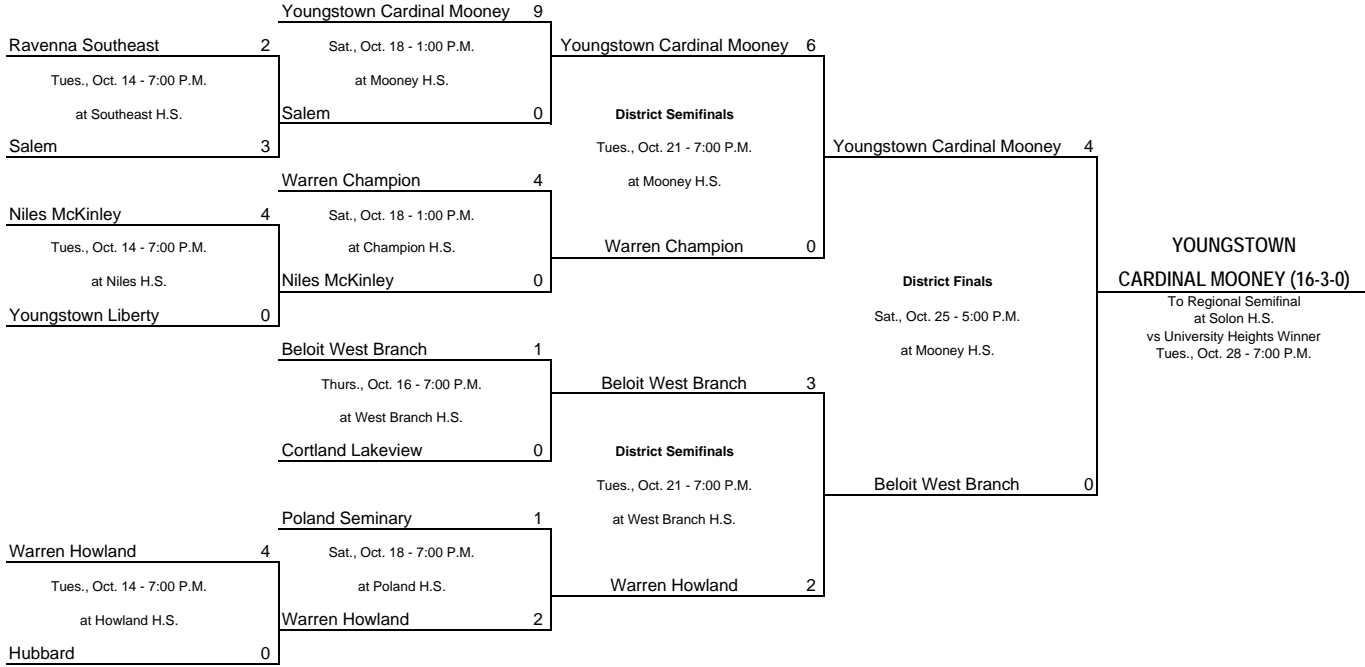 Youngstown Cardinal Mooney 9
Ravenna Southeast 2
Sat., Oct. 18 - 1:00 P.M.
Youngstown Cardinal Mooney 6
Tues., Oct. 14 - 7:00 P.M.
at Mooney H.S.
at Southeast H.S.
Salem 0
District Semifinals
Salem 3
Tues., Oct. 21 - 7:00 P.M.
Youngstown Cardinal Mooney 4
Warren Champion 4
at Mooney H.S.
Niles McKinley 4
Sat., Oct. 18 - 1:00 P.M.
Tues., Oct. 14 - 7:00 P.M.
at Champion H.S.
Warren Champion 0
YOUNGSTOWN
at Niles H.S.
Niles McKinley 0
District Finals
CARDINAL MOONEY (16-3-0)
Youngstown Liberty 0
Sat., Oct. 25 - 5:00 P.M.
To Regional Semifinal
at Solon H.S.
vs University Heights Winner
Tues., Oct. 28 - 7:00 P.M.
Beloit West Branch 1
at Mooney H.S.
Thurs., Oct. 16 - 7:00 P.M.
Beloit West Branch 3
at West Branch H.S.
Cortland Lakeview 0
District Semifinals
Tues., Oct. 21 - 7:00 P.M.
Beloit West Branch 0
Poland Seminary 1
at West Branch H.S.
Warren Howland 4
Sat., Oct. 18 - 7:00 P.M.
Tues., Oct. 14 - 7:00 P.M.
at Poland H.S.
Warren Howland 2
at Howland H.S.
Warren Howland 2
Hubbard 0